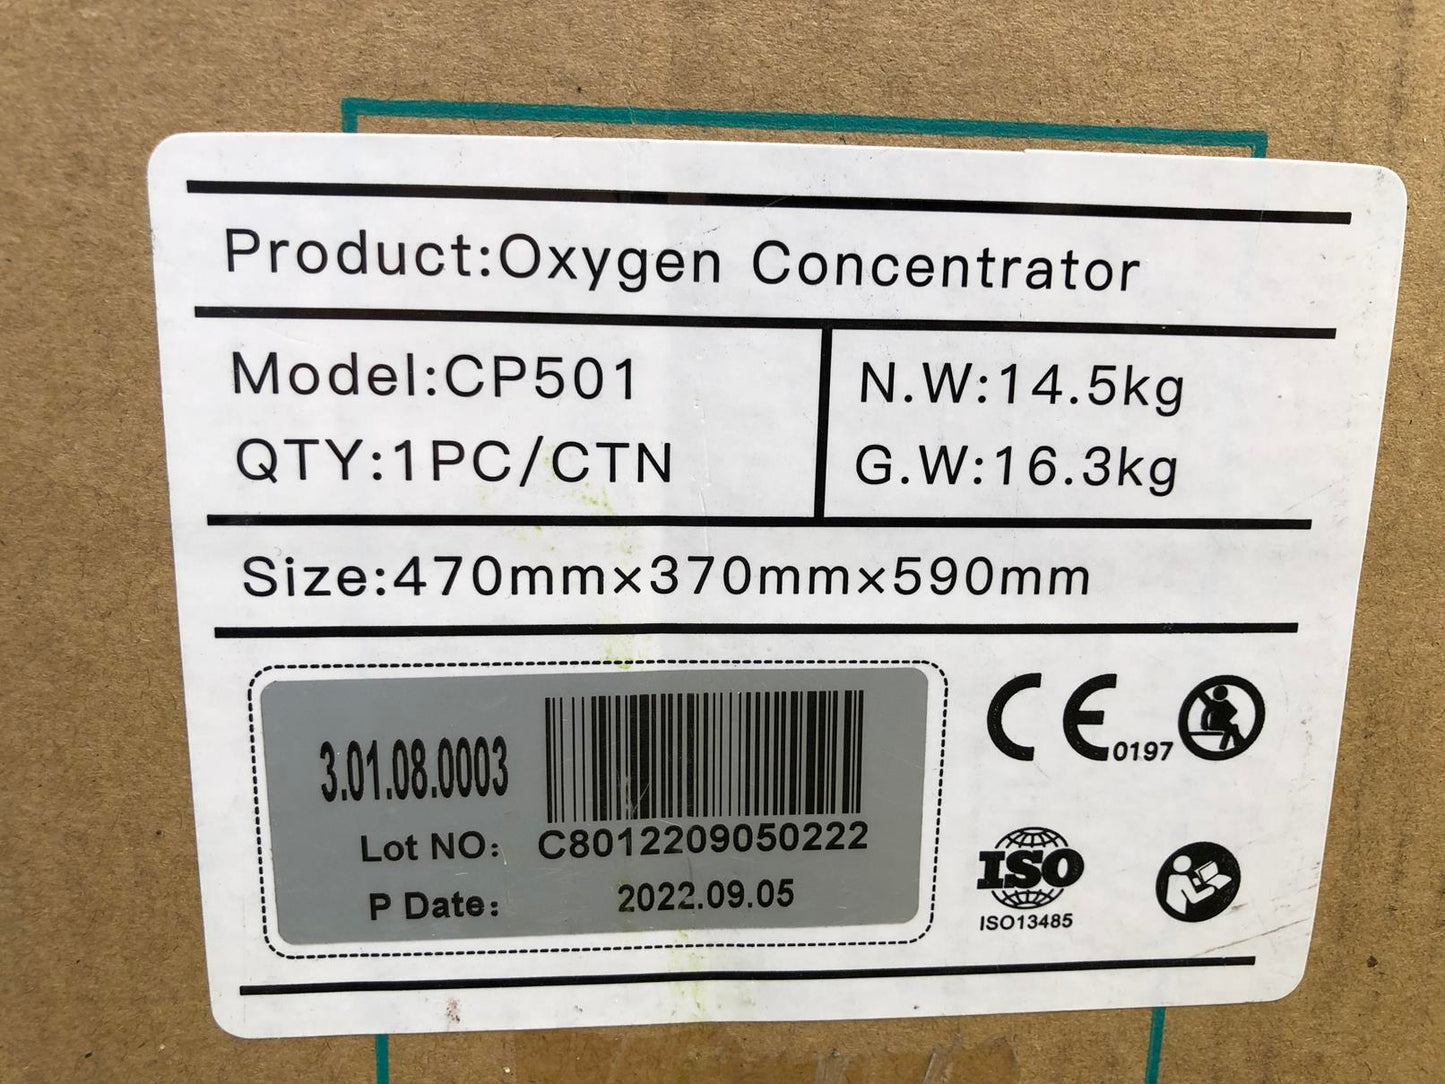 Product:Oxygen Concentrator
Model:CP501
QTY:1PC/CTN
N.W:14.5kg
G.W:16.3kg
Size:470mm×370mm×590mm
3.01.08.0003
Lot NO: C8012209050222
P Date: 2022.09.05
CE 0197
ISO
ISO13485